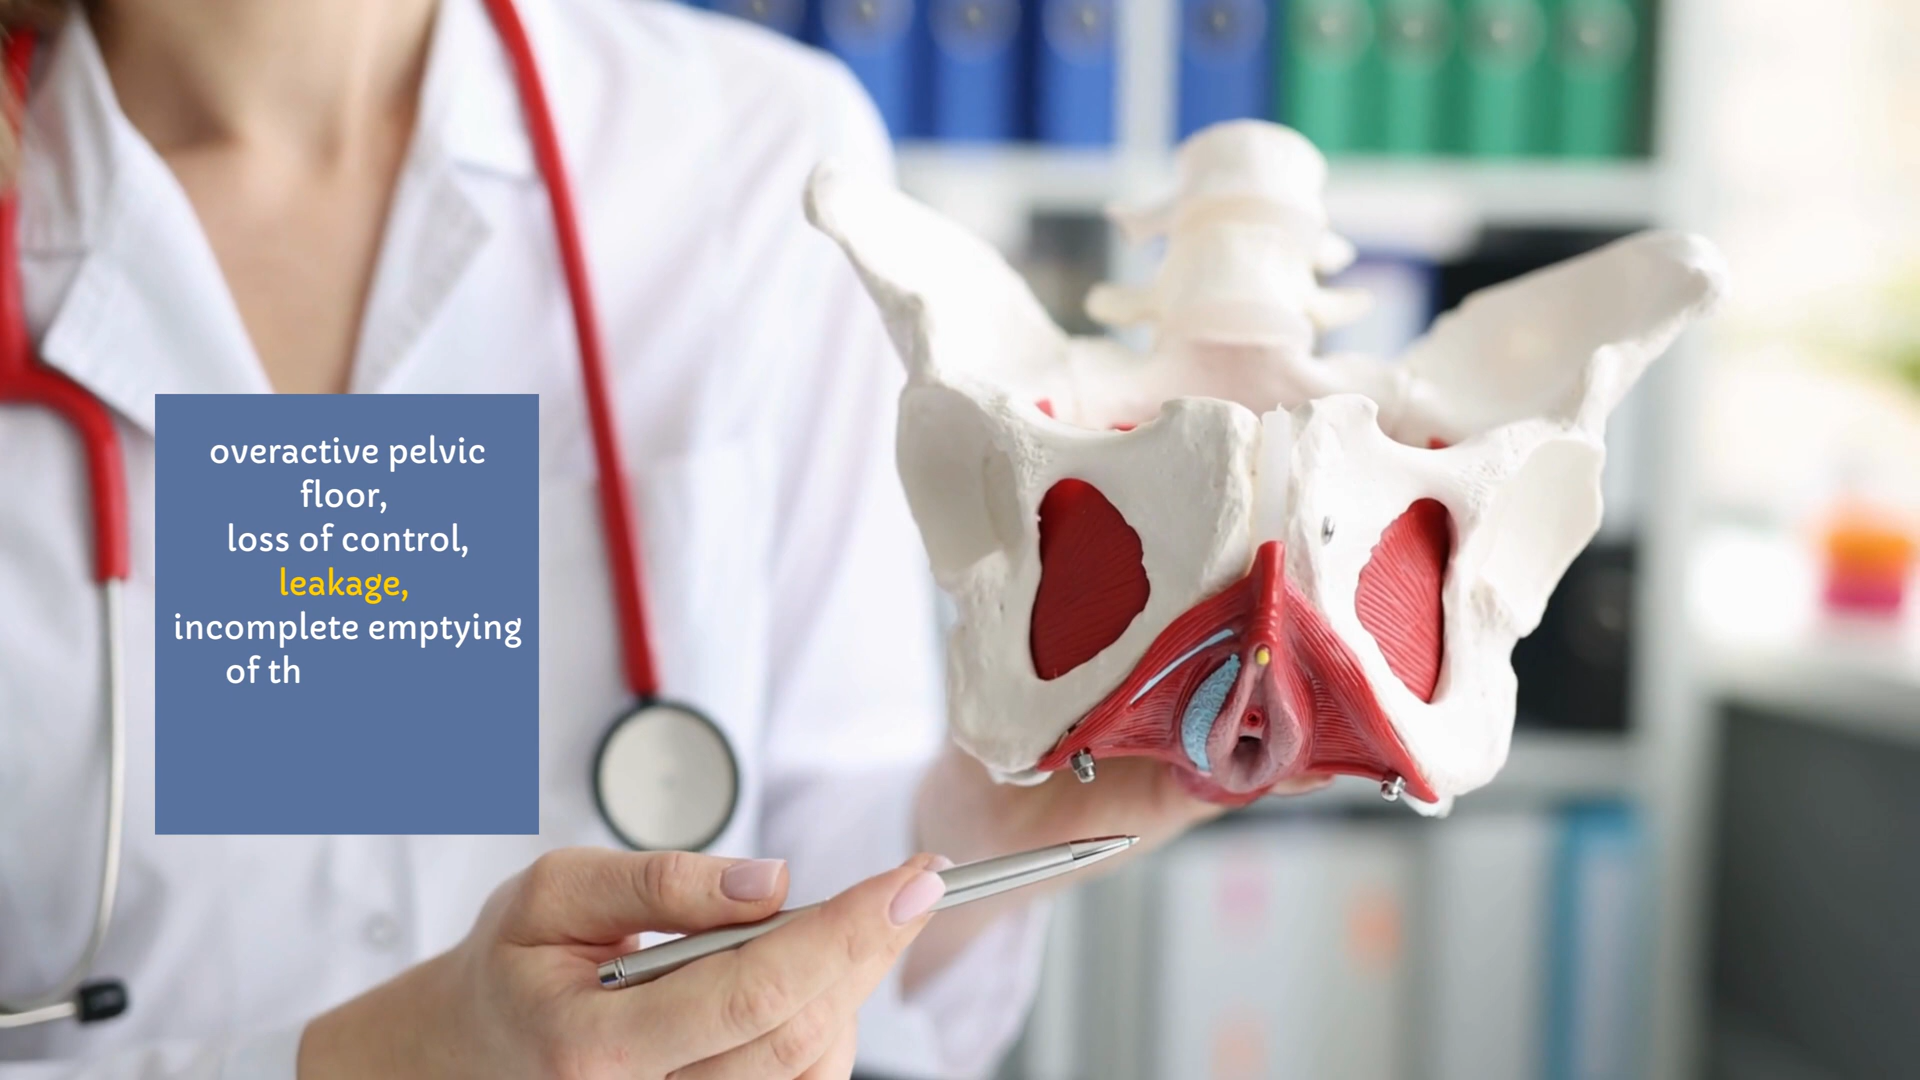 overactive pelvic
floor,
loss of control,
leakage,
incomplete emptying
of th